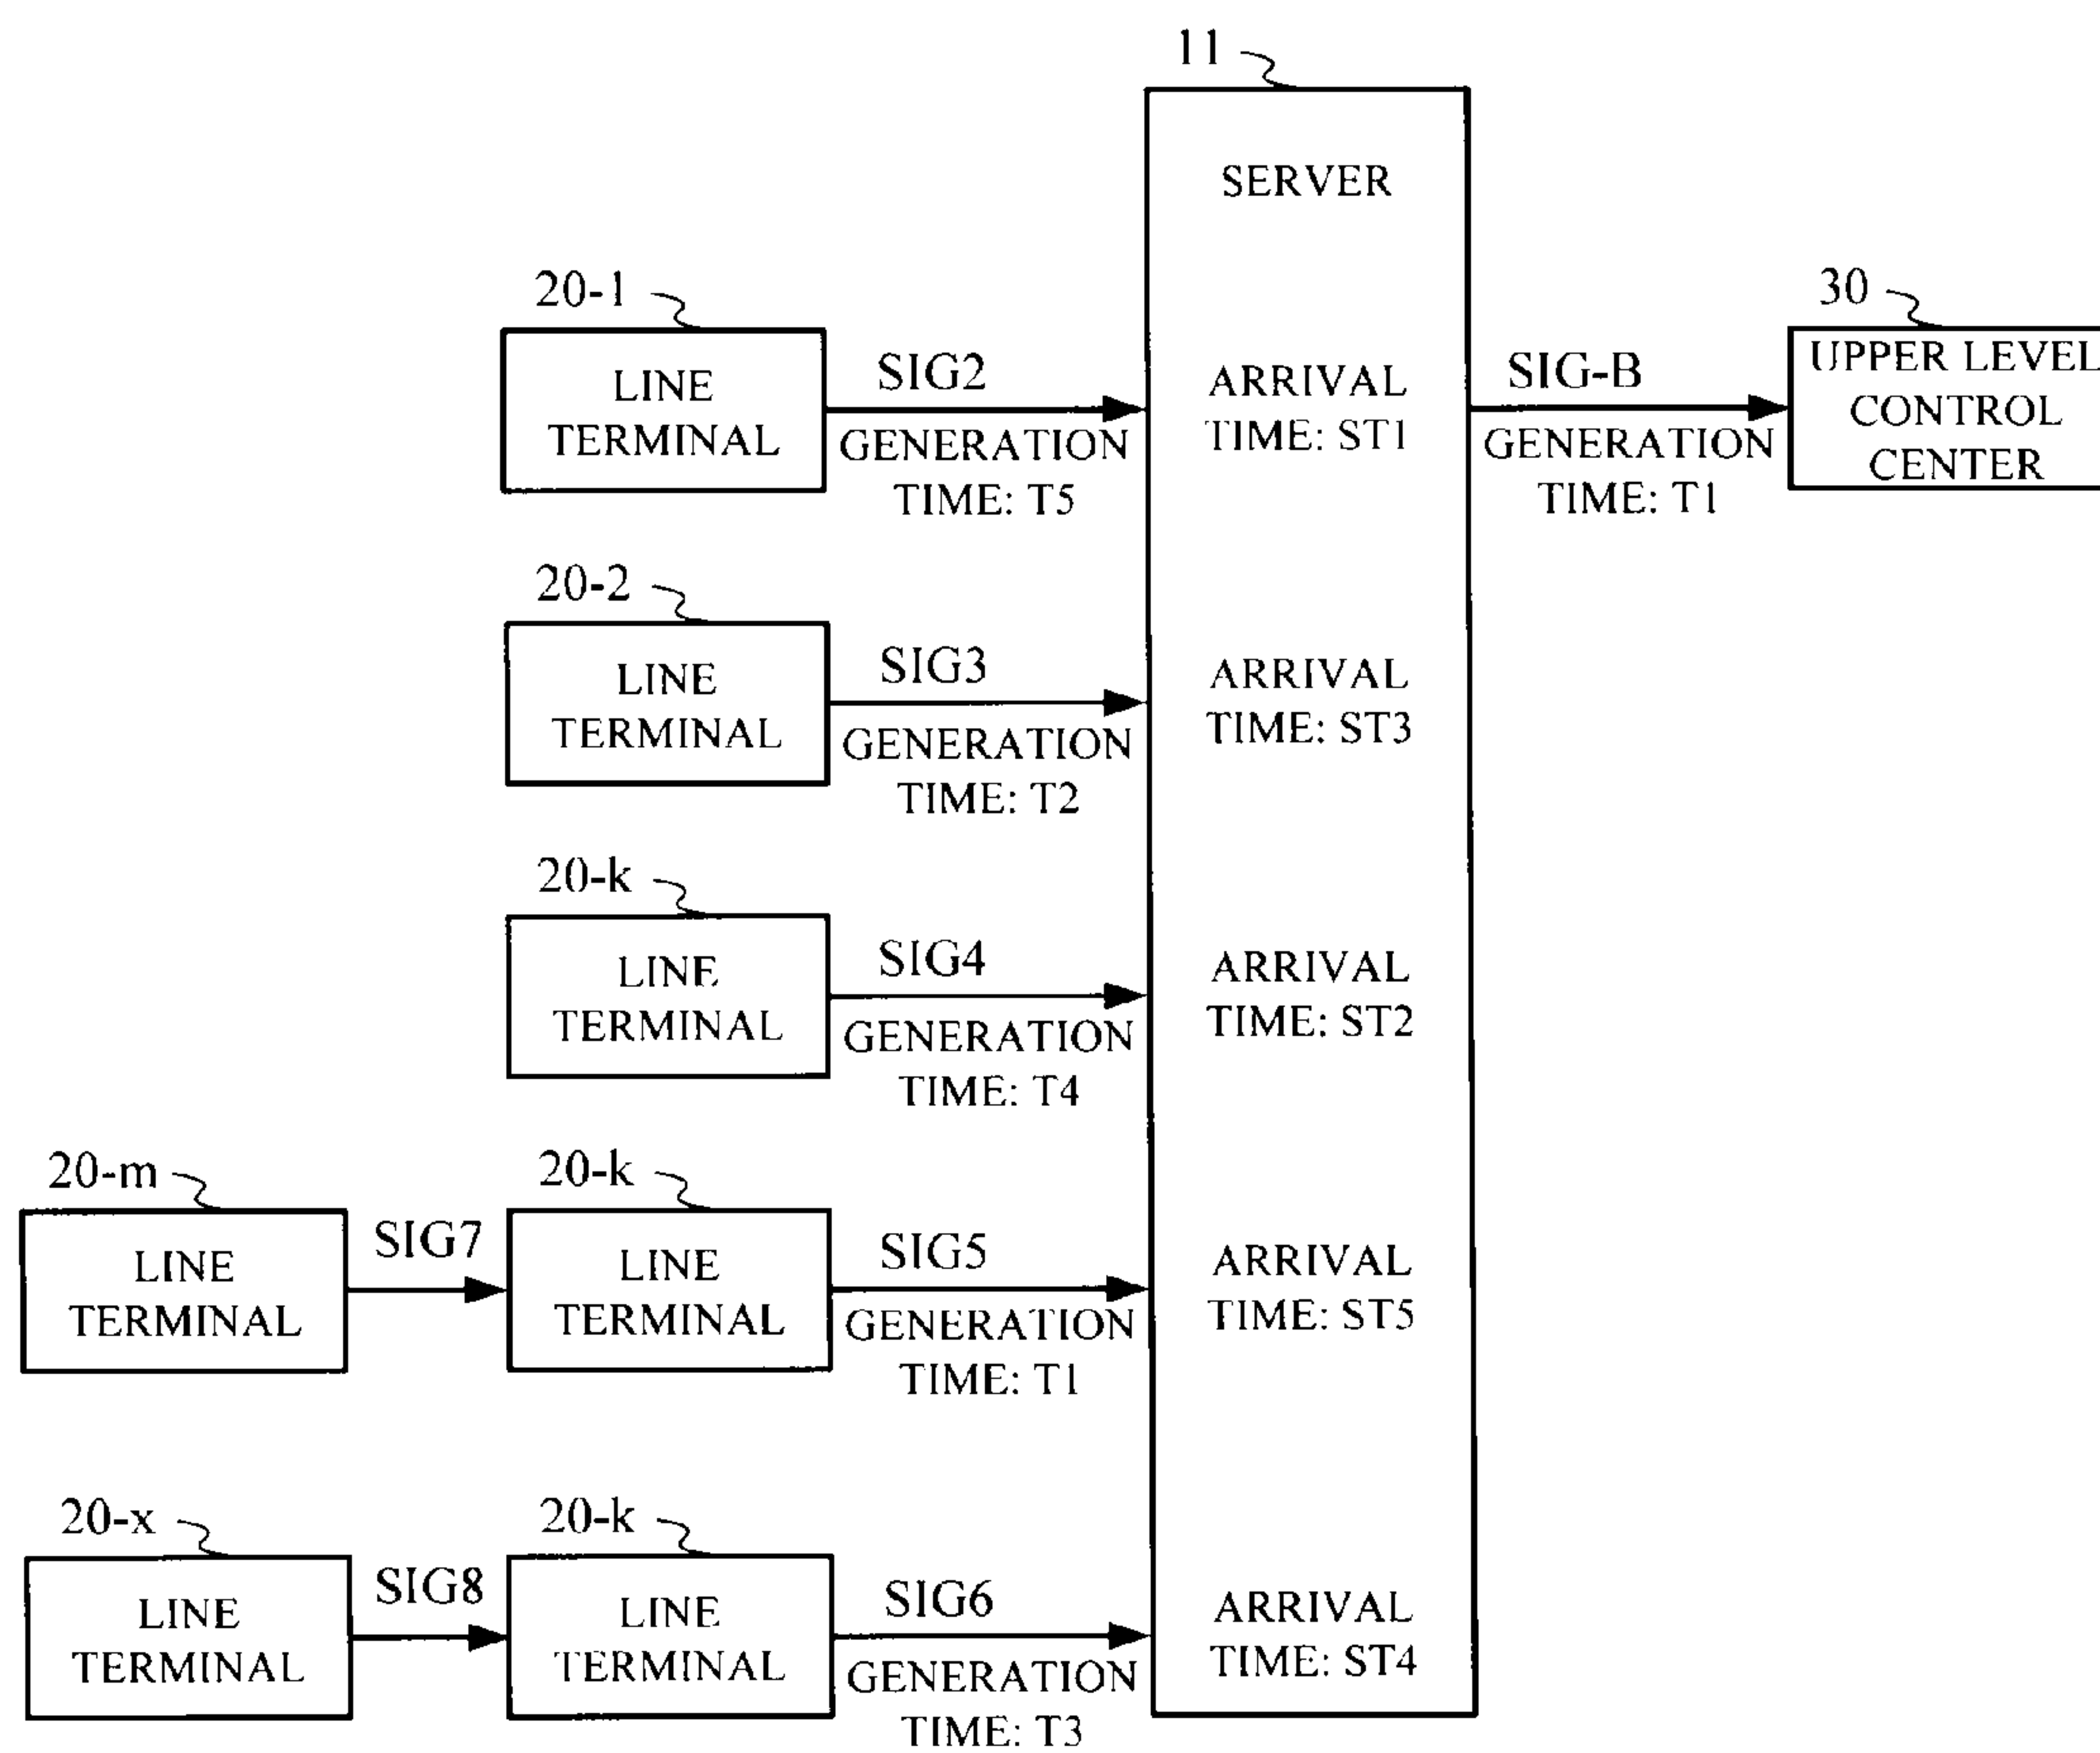 11
SERVER
20-1
LINE
TERMINAL
SIG2
GENERATION
TIME: T5
ARRIVAL
TIME: ST1
SIG-B
GENERATION
TIME: T1
30
UPPER LEVEL
CONTROL
CENTER
20-2
LINE
TERMINAL
SIG3
GENERATION
TIME: T2
ARRIVAL
TIME: ST3
20-k
LINE
TERMINAL
SIG4
GENERATION
TIME: T4
ARRIVAL
TIME: ST2
20-m
LINE
TERMINAL
SIG7
20-k
LINE
TERMINAL
SIG5
GENERATION
TIME: T1
ARRIVAL
TIME: ST5
20-x
LINE
TERMINAL
SIG8
20-k
LINE
TERMINAL
SIG6
GENERATION
TIME: T3
ARRIVAL
TIME: ST4